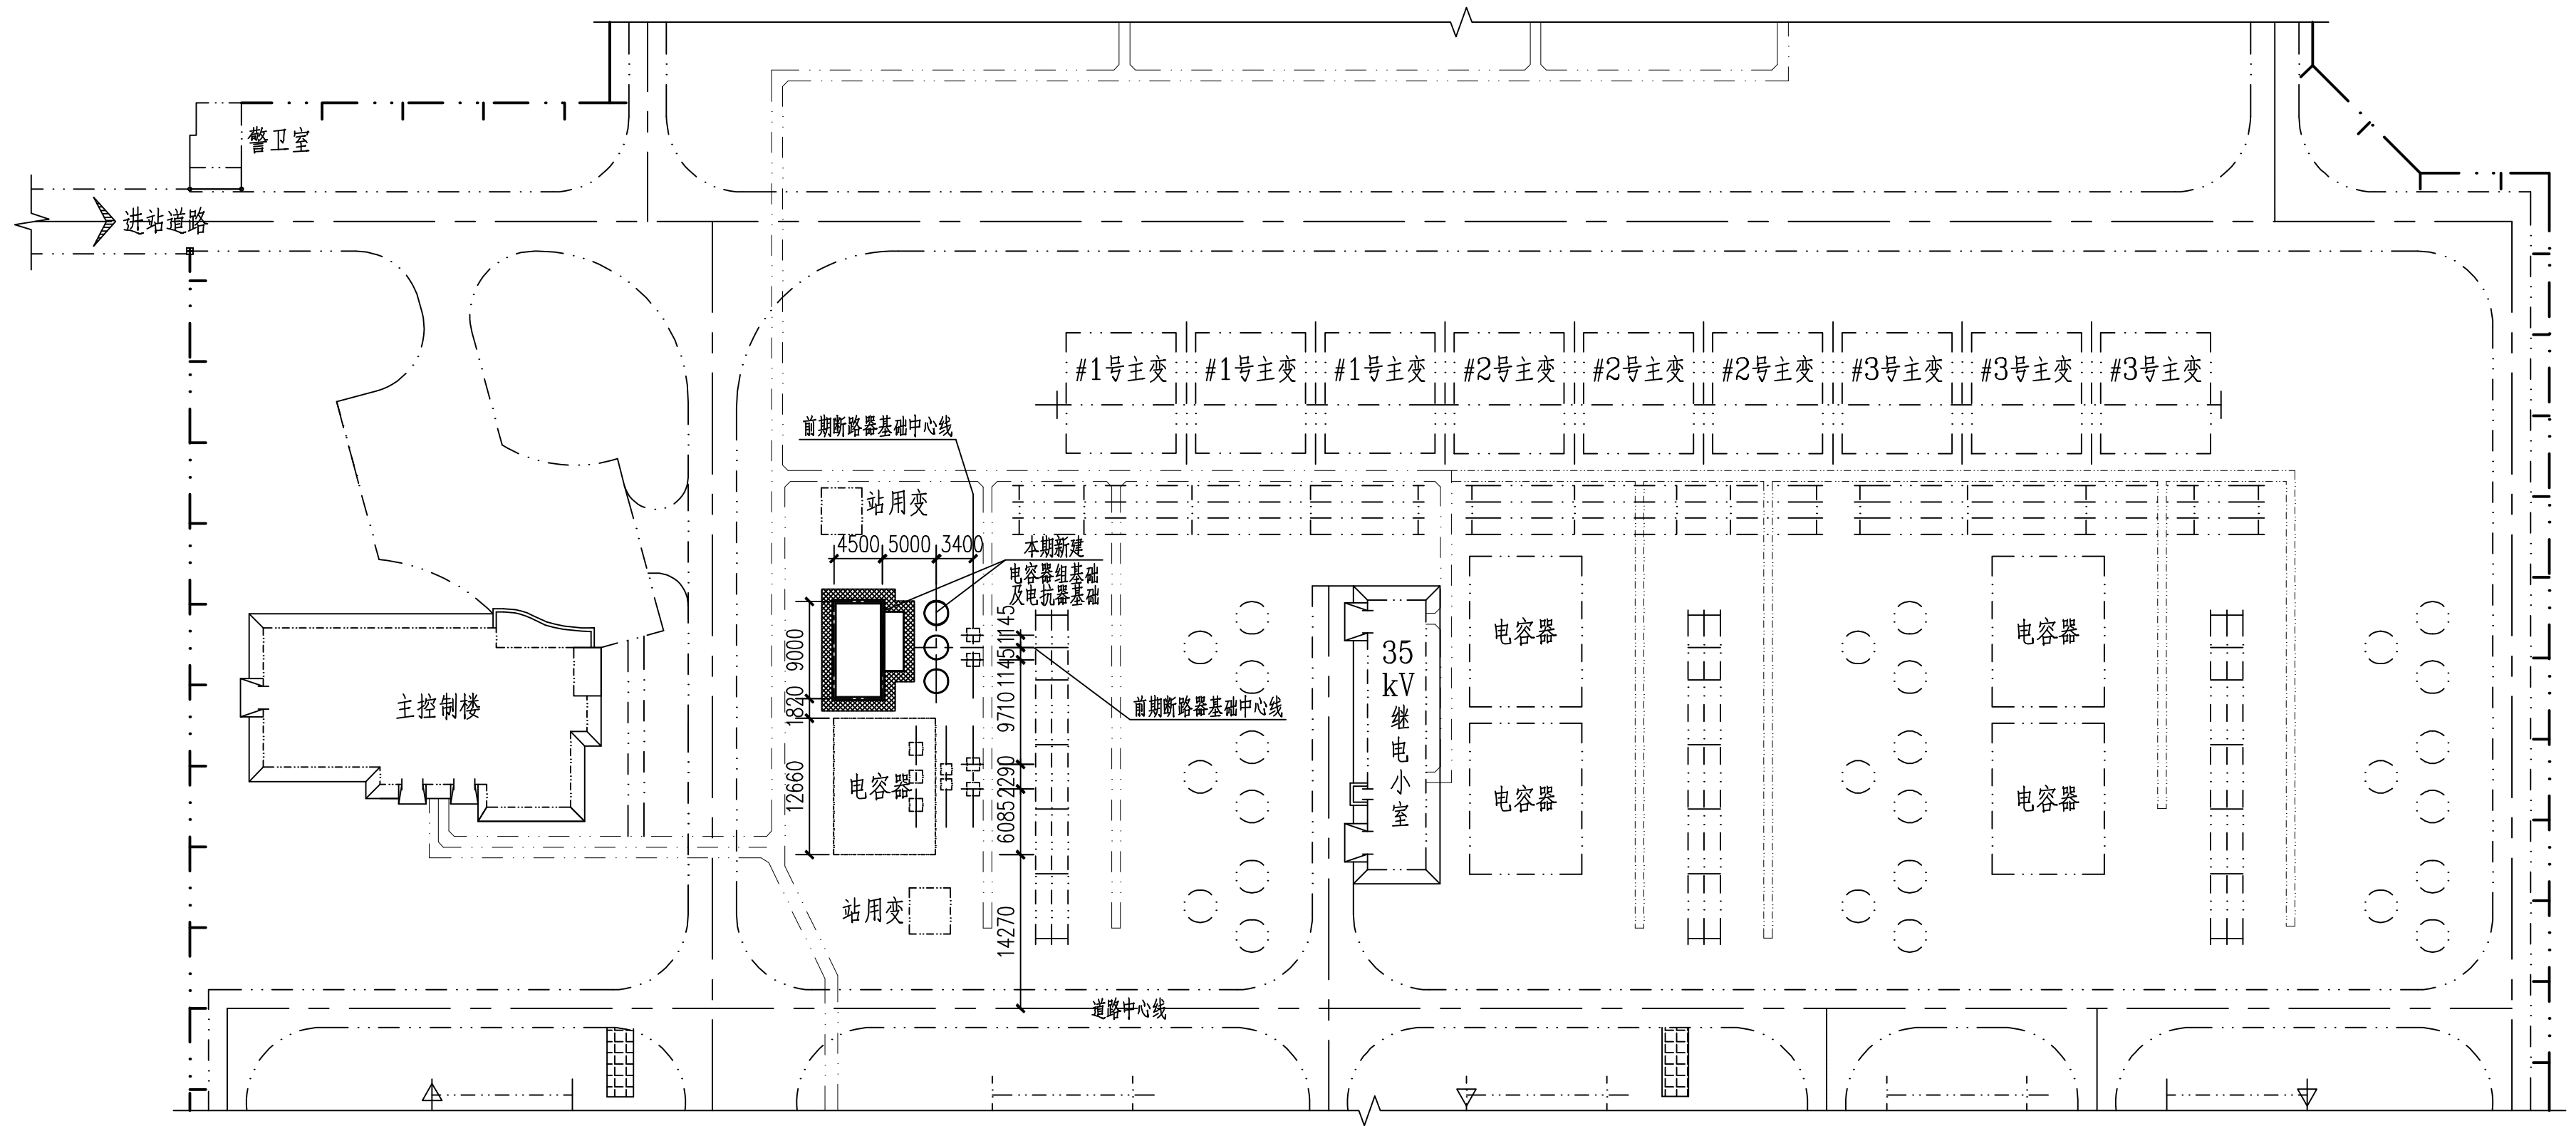 警卫室
进站道路
#1号主变 #1号主变 #1号主变 #2号主变 #2号主变 #2号主变 #3号主变 #3号主变 #3号主变
前期断路器基础中心线
站用变
4500 5000 3400
本期新建
电容器组基础
及电抗器基础
9000
1820
12660
1145
1145
9710
2290
6085
14270
前期断路器基础中心线
主控制楼
电容器
站用变
35
kV
继
电
小
室
电容器
电容器
电容器
电容器
道路中心线